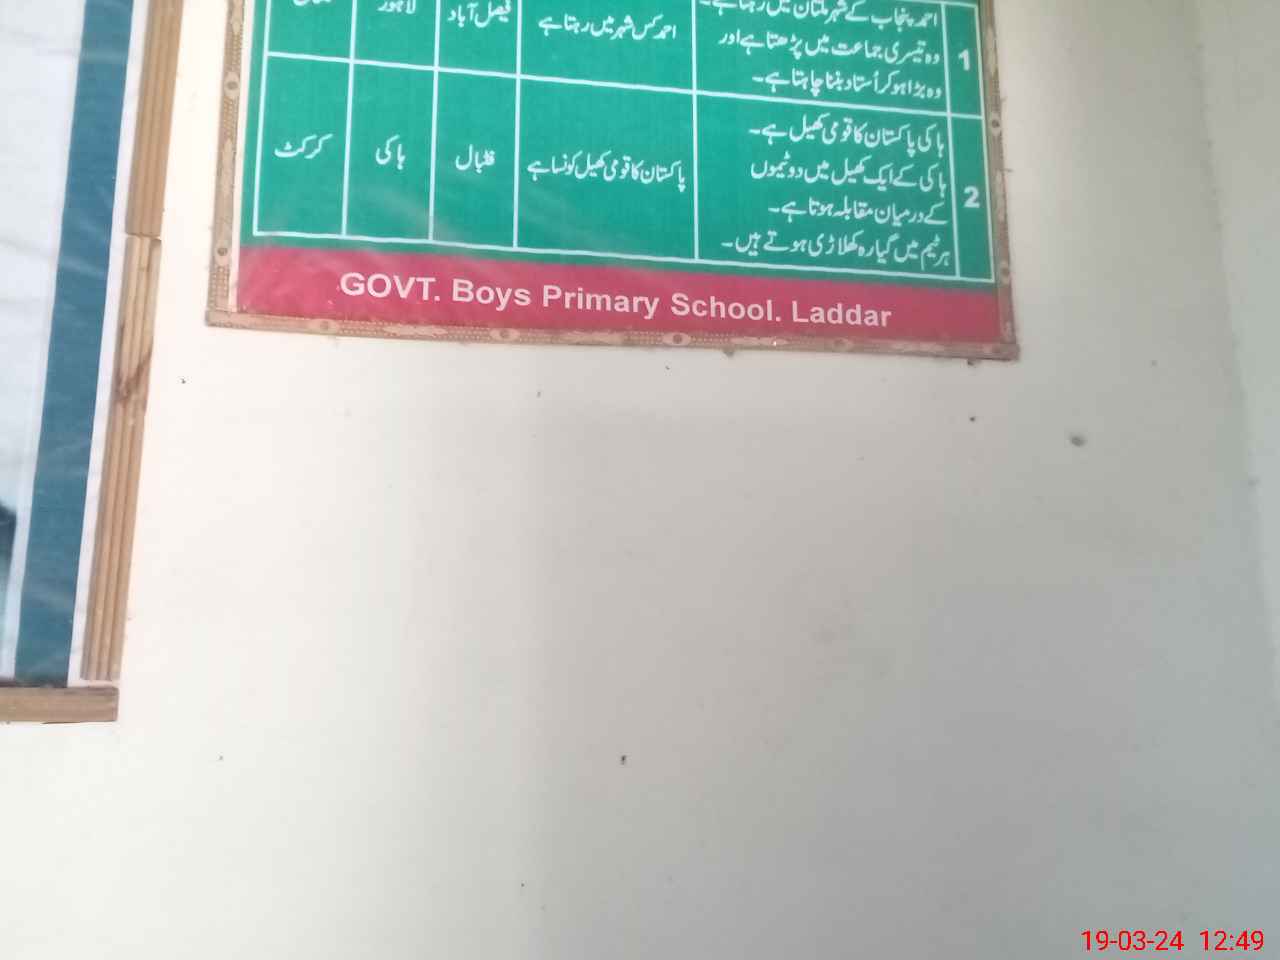 احمد پنجاب کے شہر ملتان میں رہتا ہے۔
وہ تیسری جماعت میں پڑھتا ہے اور
وہ بڑا ہو کر اُستاد بننا چاہتا ہے۔
1
احمد کس شہر میں رہتا ہے
فیصل آباد
لاہور
2
ہاکی پاکستان کا قومی کھیل ہے۔
ہاکی کے ایک کھیل میں دو ٹیموں
کے درمیان مقابلہ ہوتا ہے۔
ہر ٹیم میں گیارہ کھلاڑی ہوتے ہیں۔
پاکستان کا قومی کھیل کونسا ہے
فٹبال
ہاکی
کرکٹ
GOVT. Boys Primary School. Laddar
19-03-24 12:49